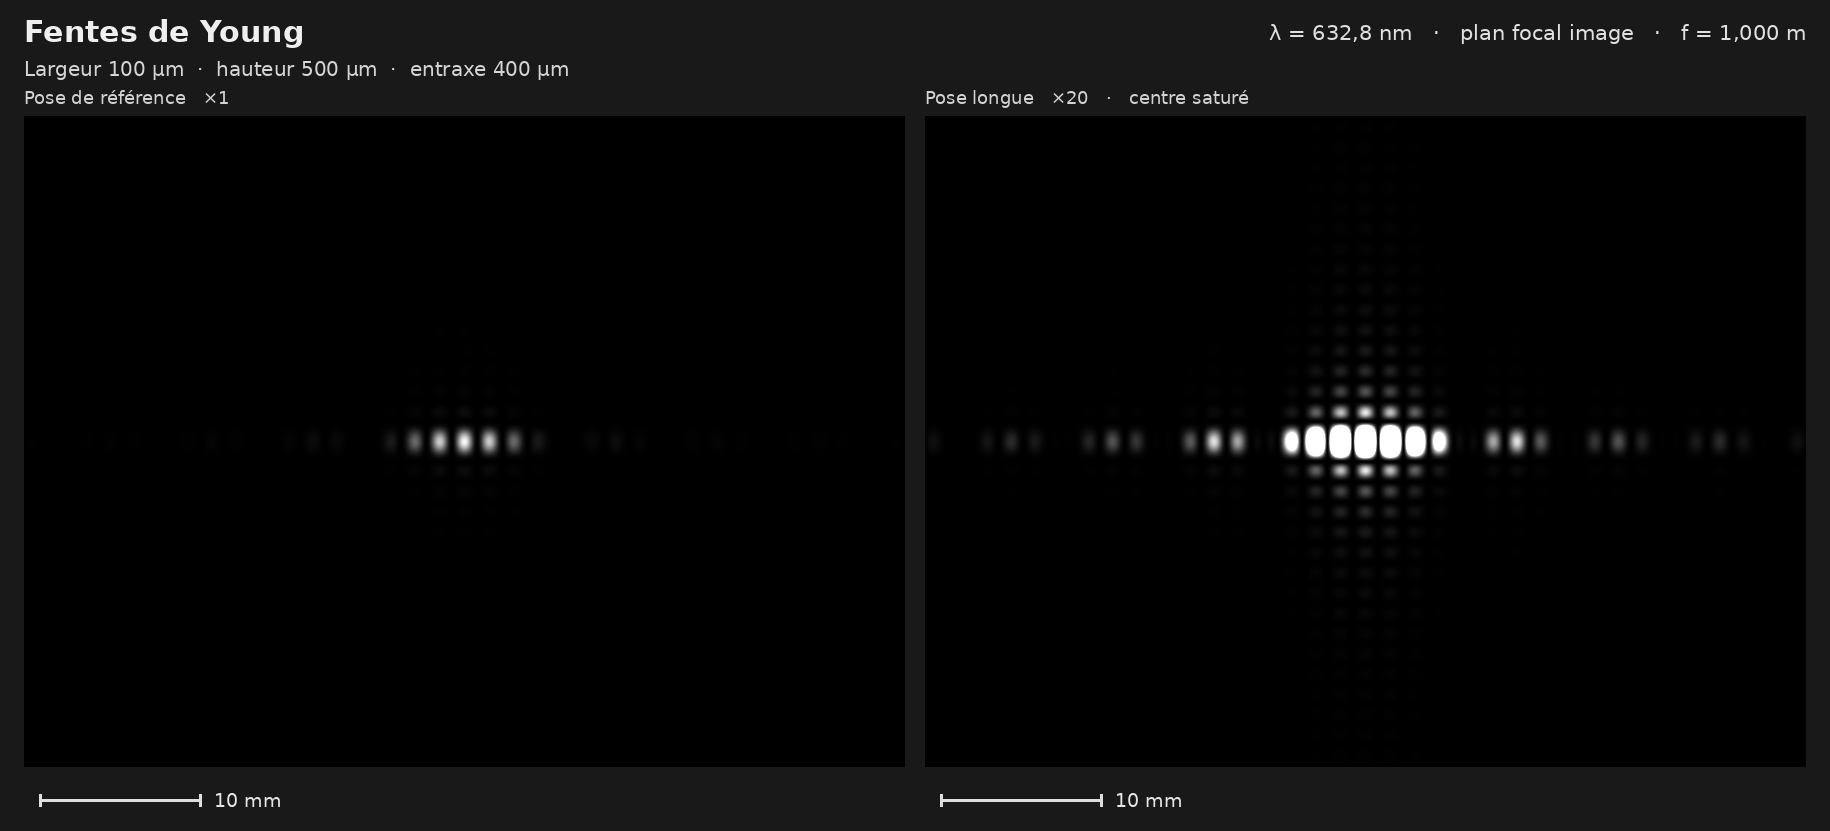 Fentes de Young
λ = 632,8 nm · plan focal image · f = 1,000 m
Largeur 100 µm · hauteur 500 µm · entraxe 400 µm
Pose de référence ×1
Pose longue ×20 · centre saturé
10 mm
10 mm